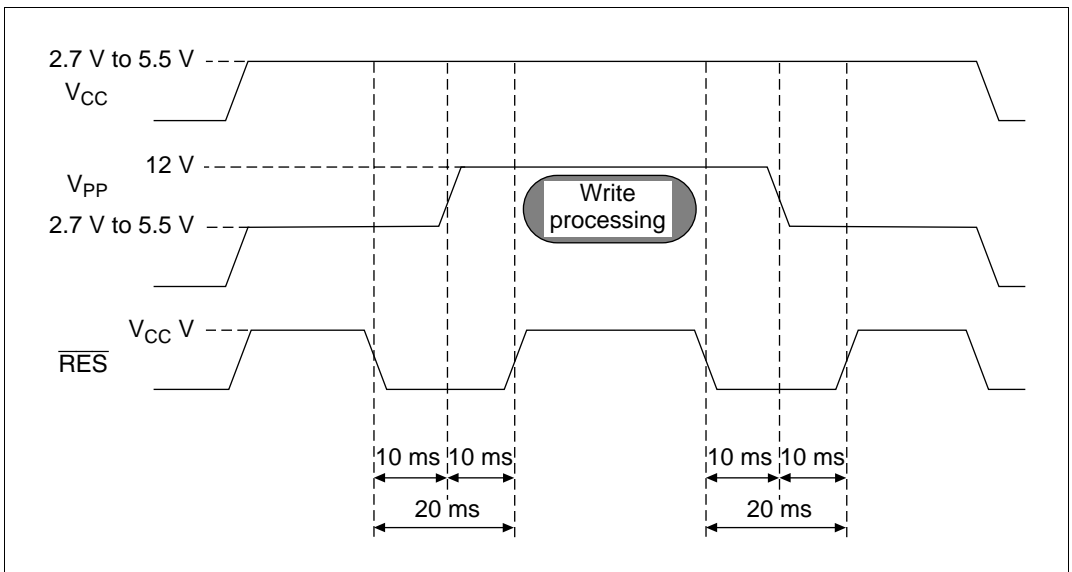 2.7 V to 5.5 V
VCC
12 V
VPP
2.7 V to 5.5 V
Write
processing
VCC V
RES
10 ms 10 ms 10 ms 10 ms
20 ms 20 ms